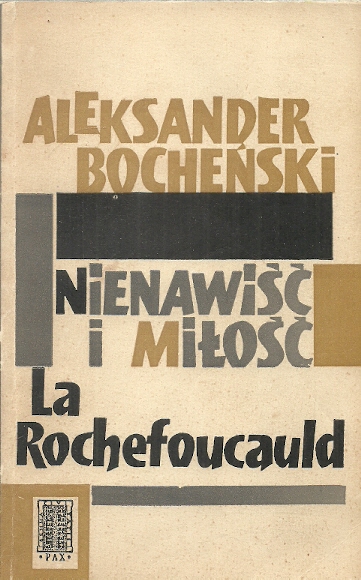 ALEKSANDER
BOCHEŃSKI
NIENAWIŚĆ
i MIŁOŚĆ
La
Rochefoucauld
• PAX •